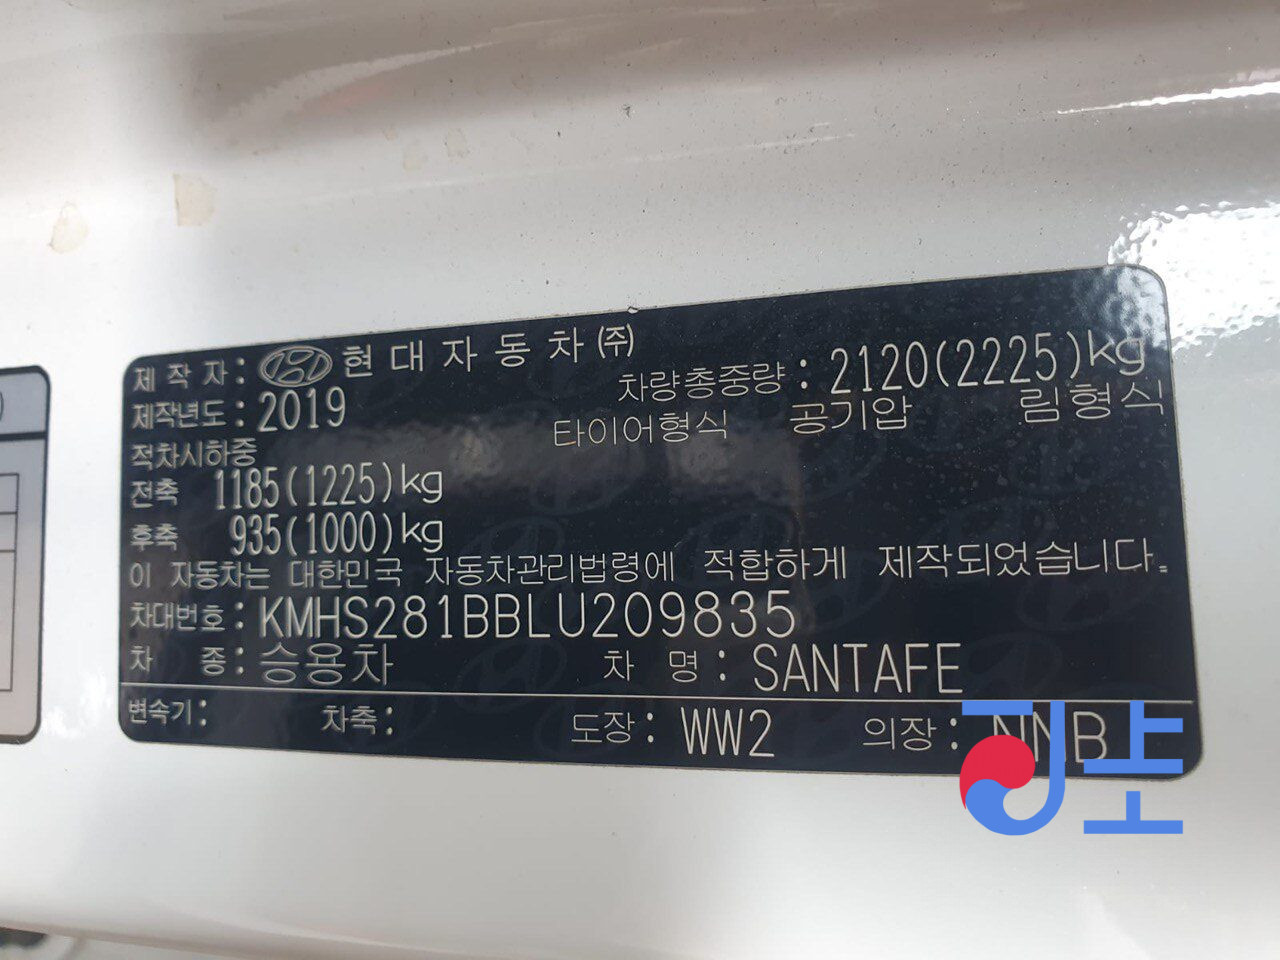 제 작 자 : 현 대 자 동 차 ㈜
제작년도 : 2019
차량총중량 : 2120(2225)kg
적차시하중
타이어형식 공기압 림형식
전축 1185(1225)kg
후축 935(1000)kg
이 자동차는 대한민국 자동차관리법령에 적합하게 제작되었습니다.
차대번호 : KMHS281BBLU209835
차 종 : 승용차 차 명 : SANTAFE
변속기 : 차축 : 도장 : WW2 의장 : NNB